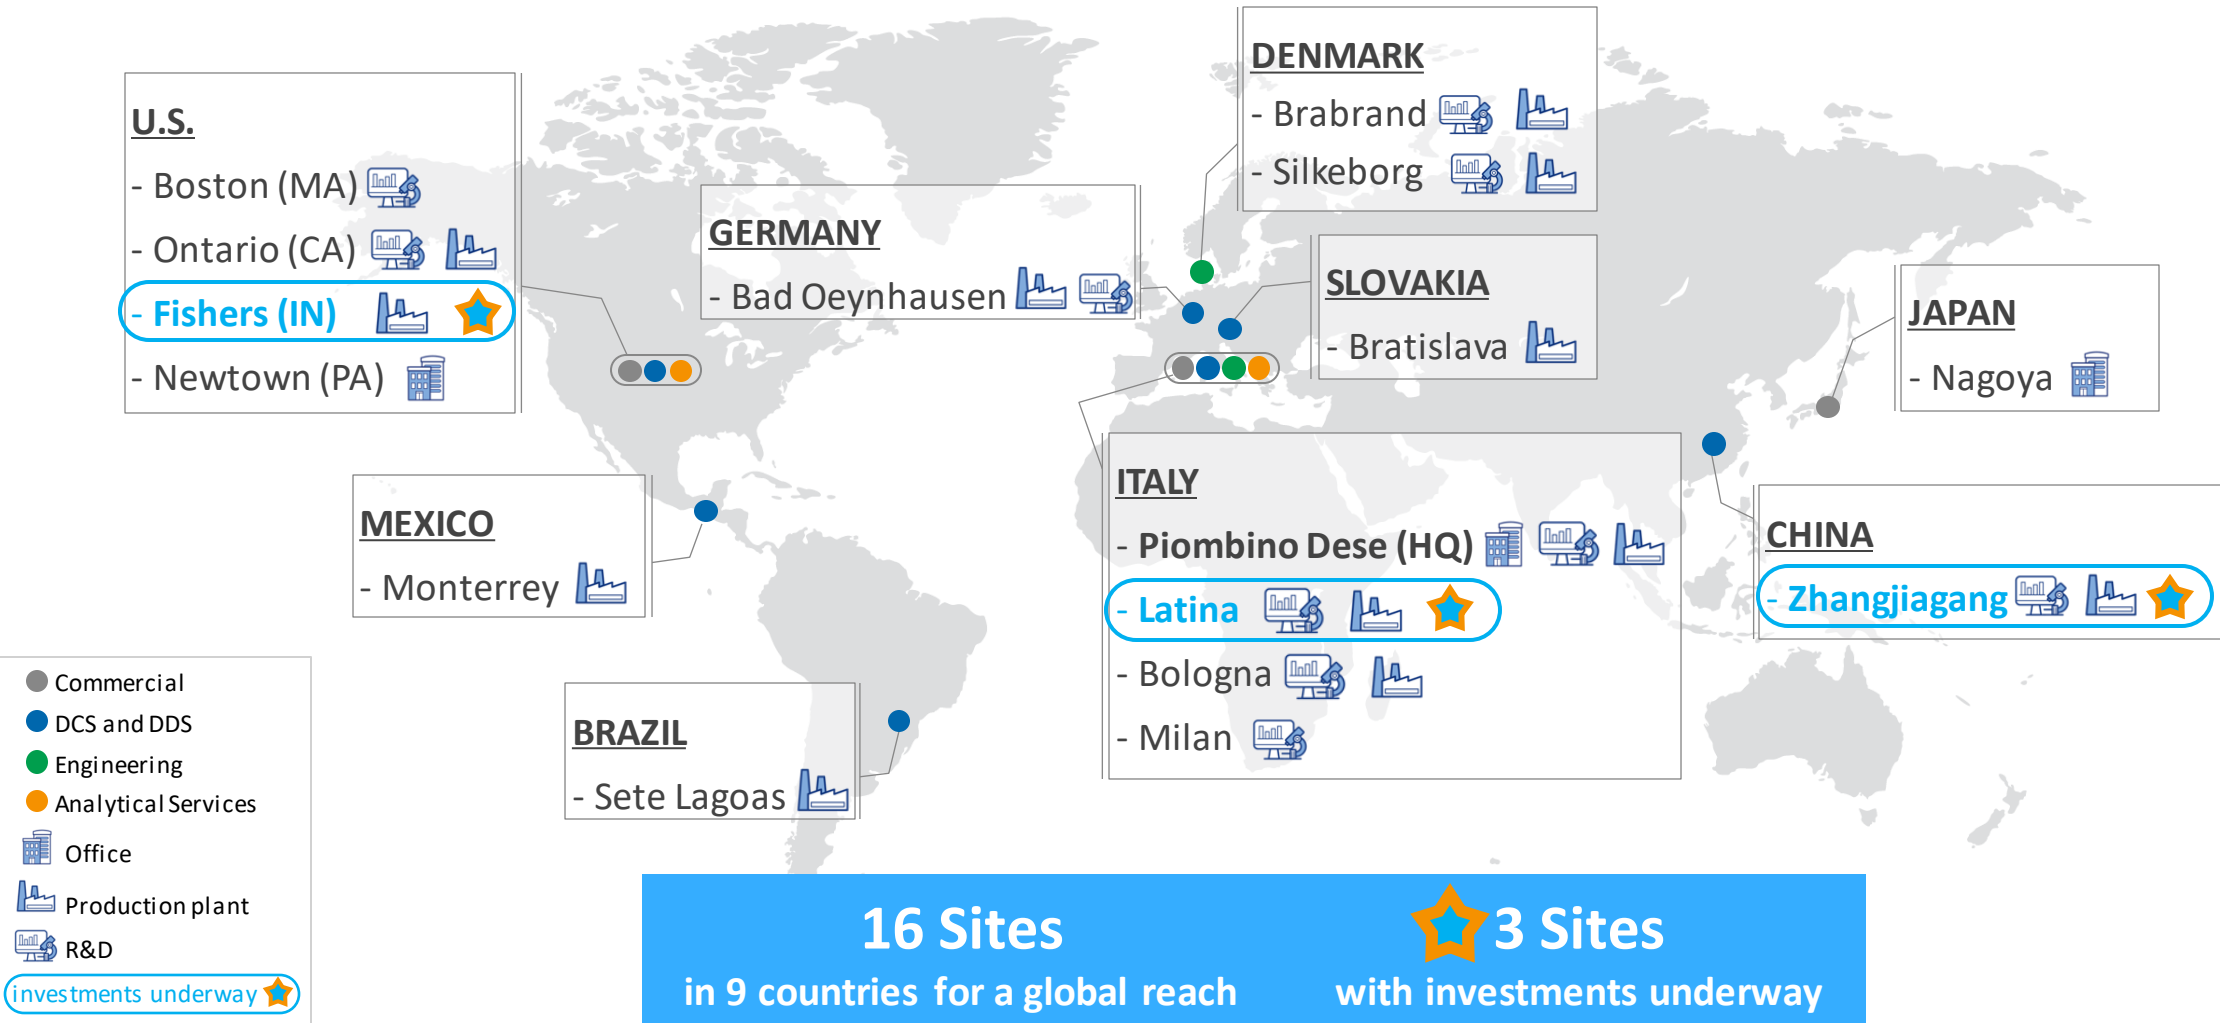 U.S.
- Boston (MA)
- Ontario (CA)
- Fishers (IN)
- Newtown (PA)
GERMANY
- Bad Oeynhausen
DENMARK
- Brabrand
- Silkeborg
SLOVAKIA
- Bratislava
JAPAN
- Nagoya
MEXICO
- Monterrey
BRAZIL
- Sete Lagoas
ITALY
- Piombino Dese (HQ)
- Latina
- Bologna
- Milan
CHINA
- Zhangjiagang
Commercial
DCS and DDS
Engineering
Analytical Services
Office
Production plant
R&D
investments underway
16 Sites
in 9 countries for a global reach
3 Sites
with investments underway